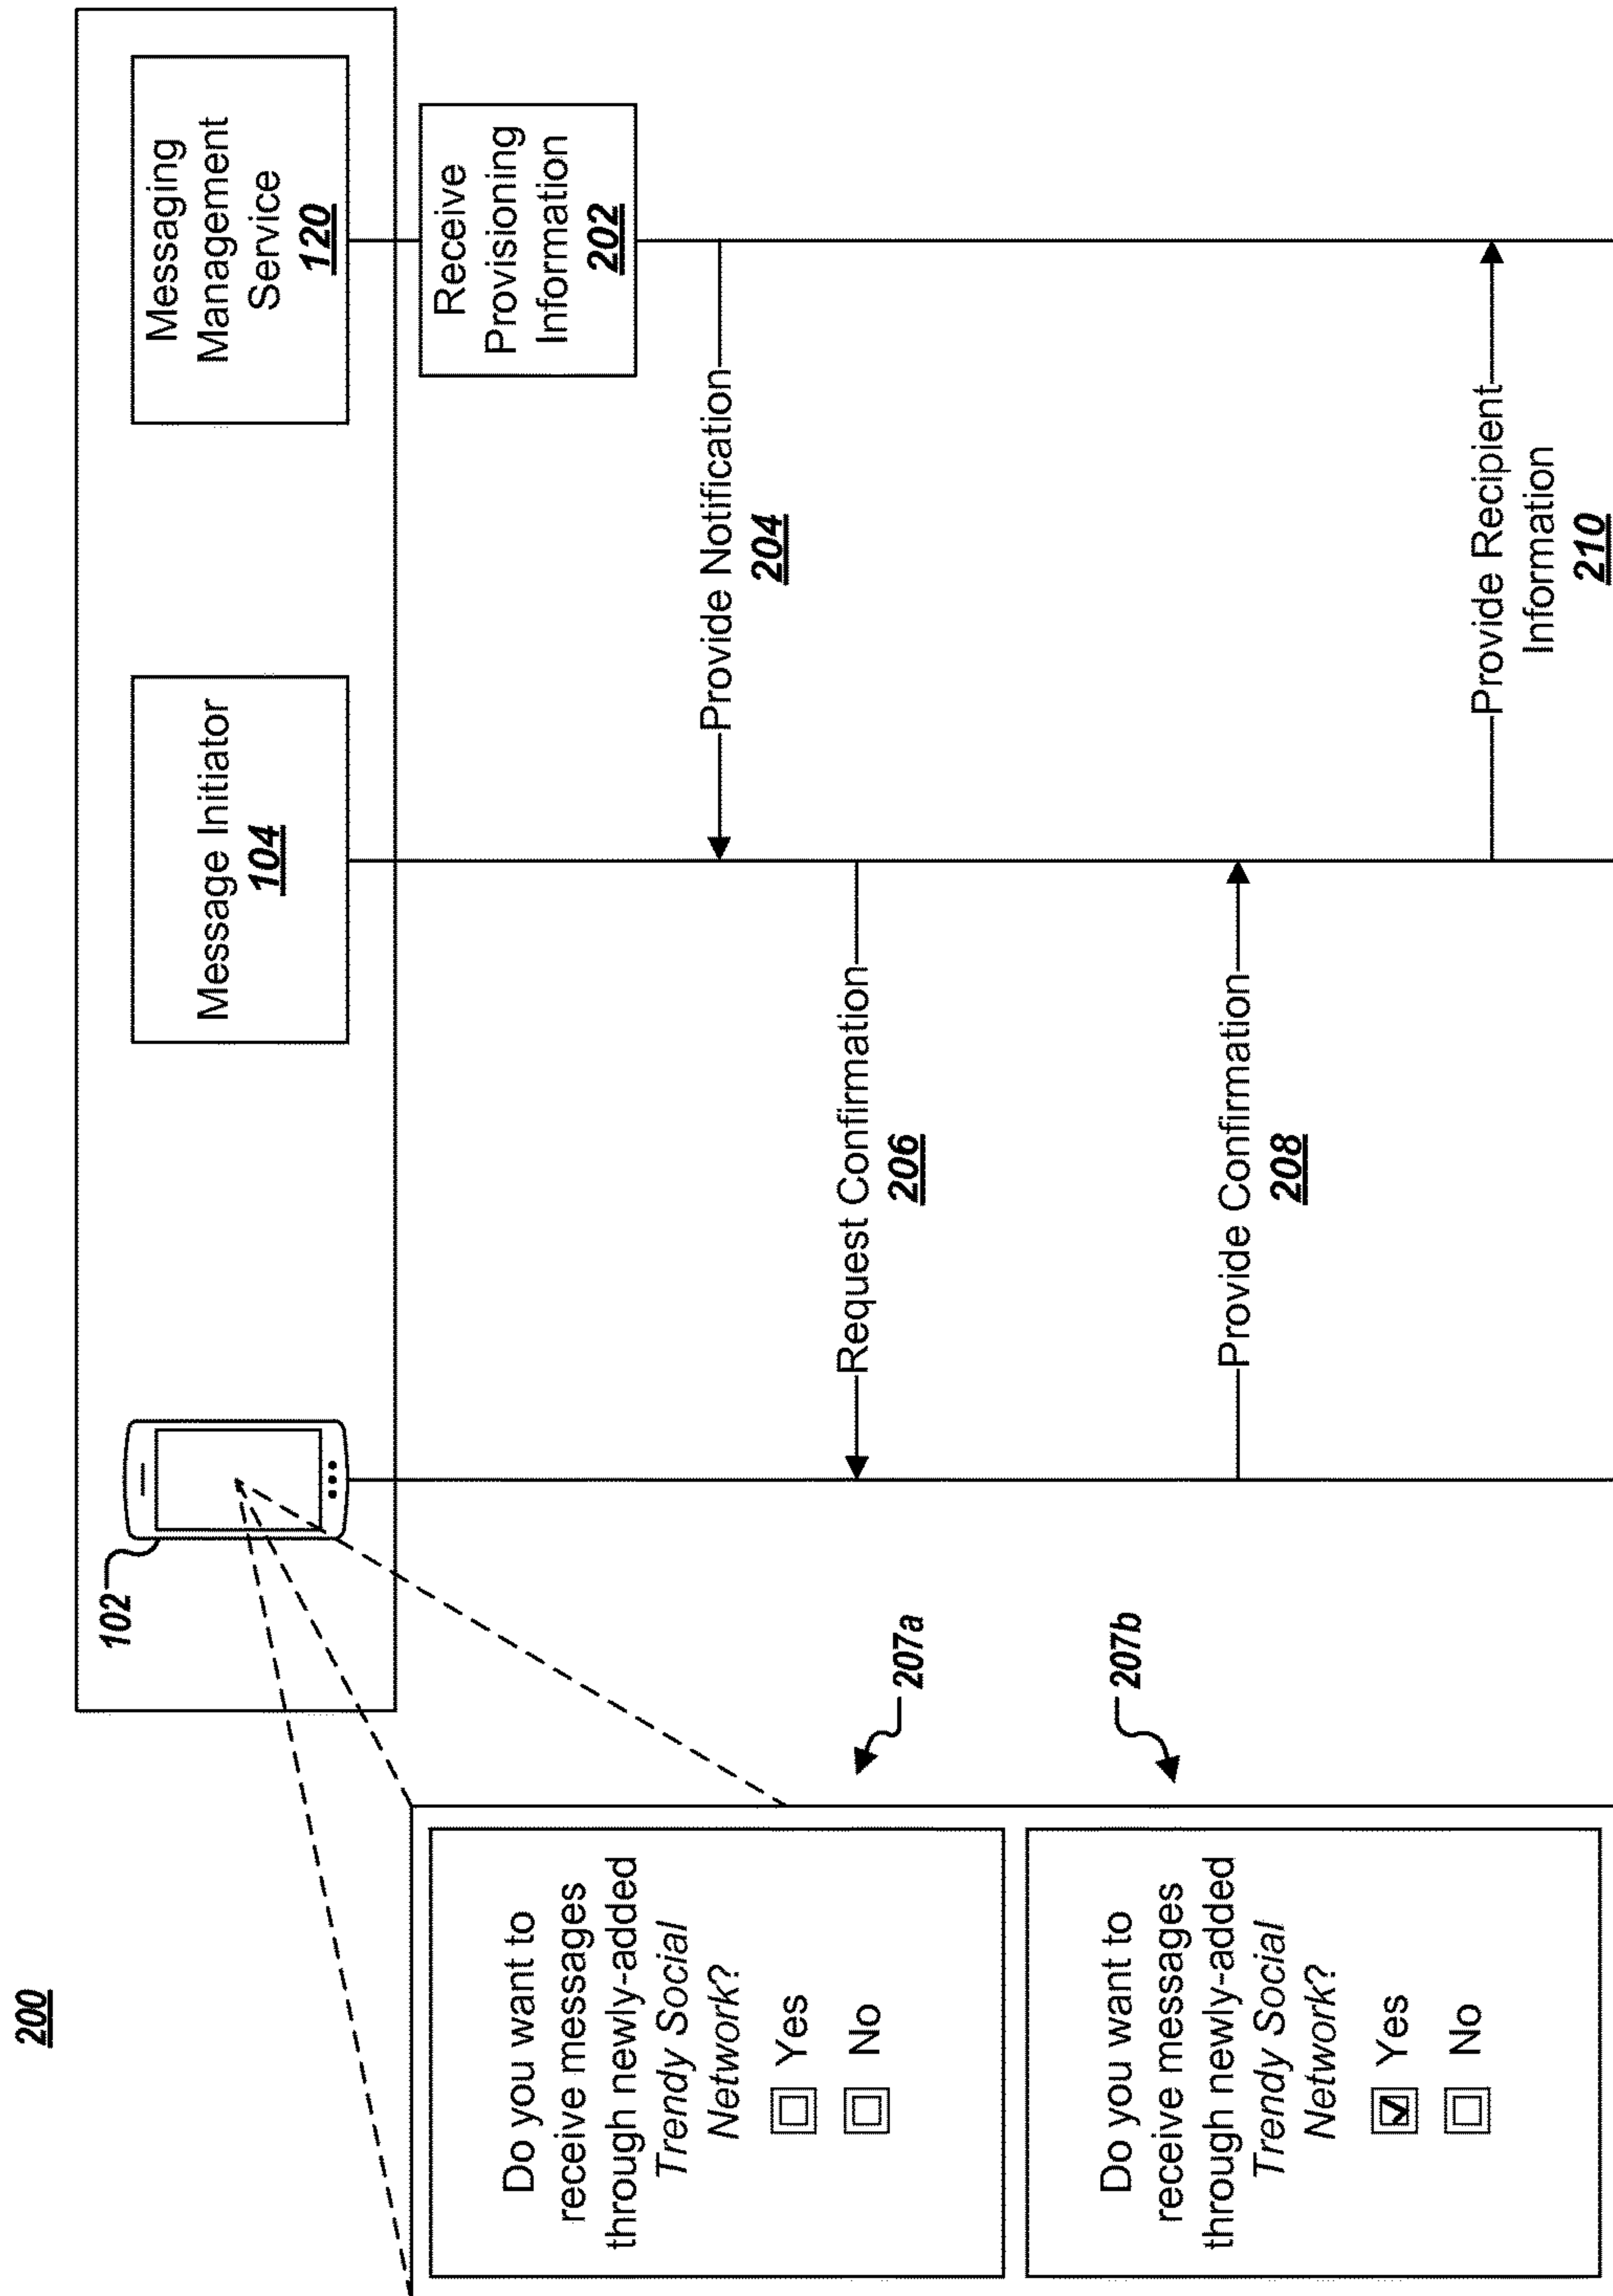 200
102
Message Initiator
104
Messaging
Management
Service
120
Receive
Provisioning
Information
202
Provide Notification
204
Request Confirmation
206
207a
Do you want to
receive messages
through newly-added
Trendy Social
Network?
Yes
No
Provide Confirmation
208
207b
Do you want to
receive messages
through newly-added
Trendy Social
Network?
Yes
No
Provide Recipient
Information
210